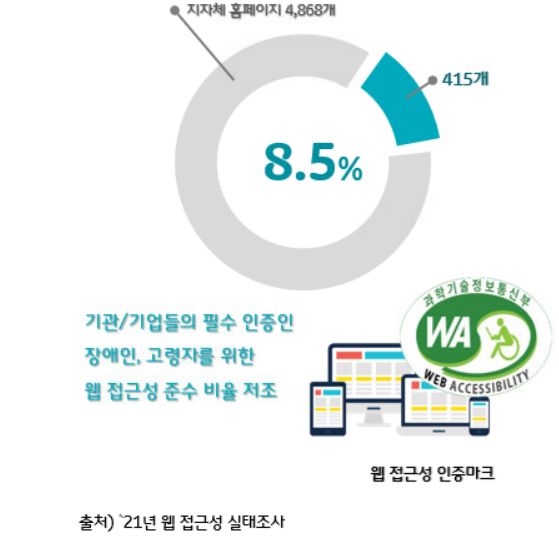 지자체 홈페이지 4,868개
415개
8.5%
기관/기업들의 필수 인증인
장애인, 고령자를 위한
웹 접근성 준수 비율 저조
과학기술정보통신부
WA
WEB ACCESSIBILITY
웹 접근성 인증마크
출처) `21년 웹 접근성 실태조사